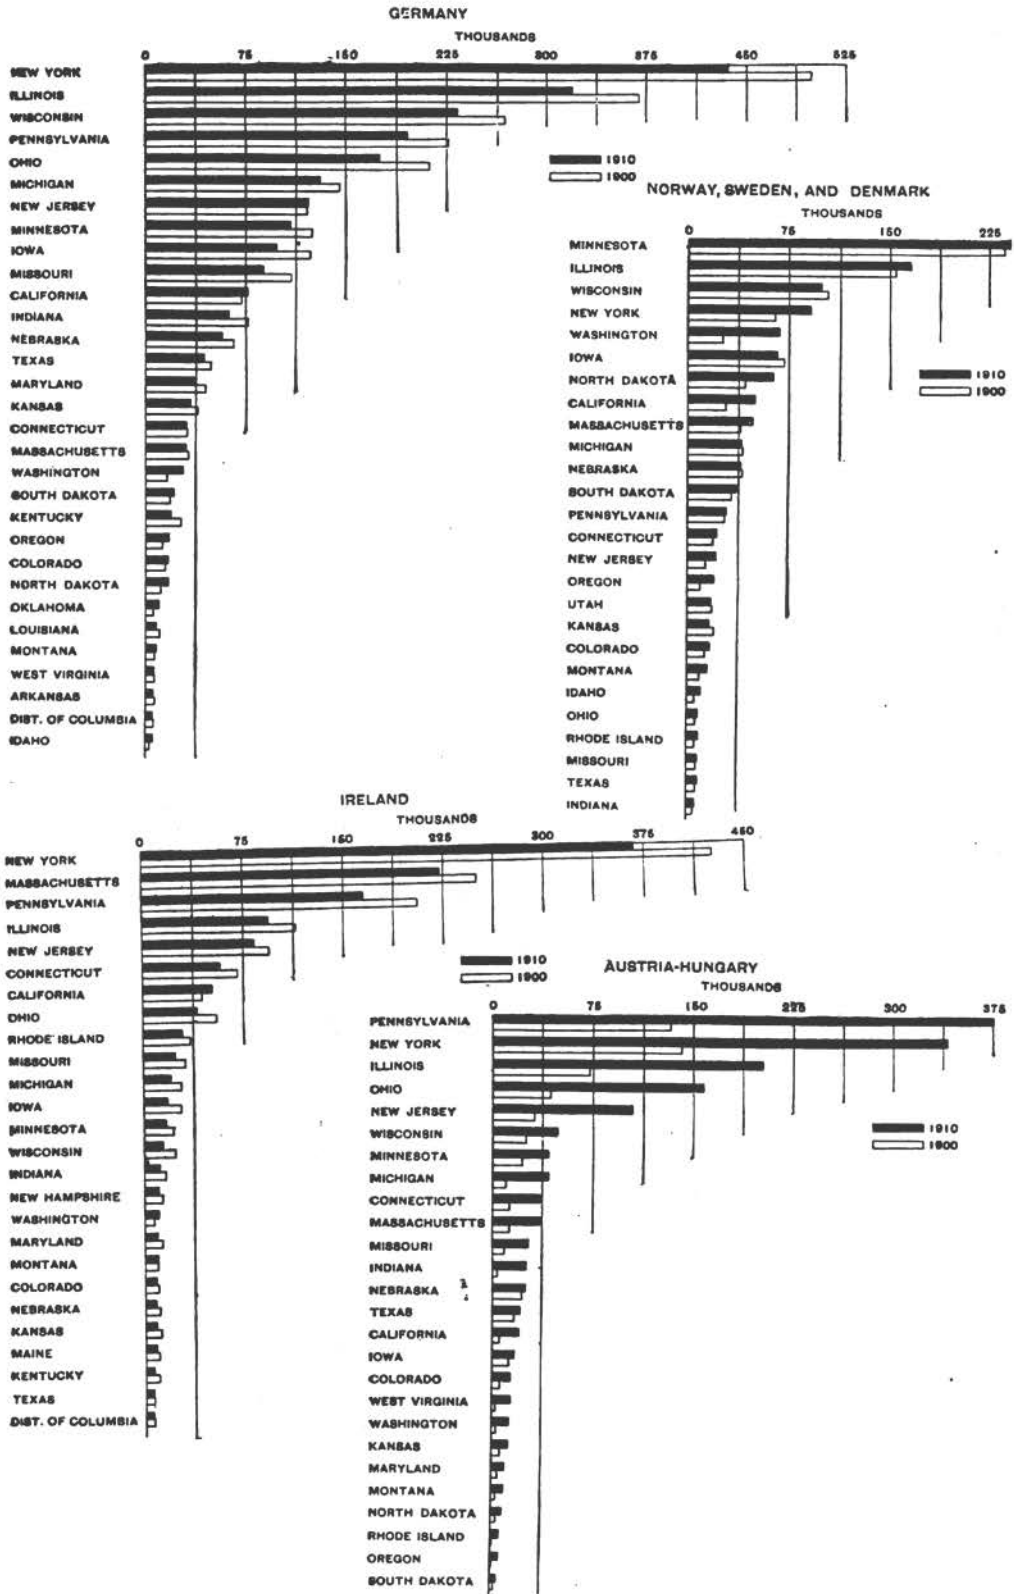 GERMANY
THOUSANDS
0 75 150 225 300 375 450 525
NEW YORK
ILLINOIS
WISCONSIN
PENNSYLVANIA
OHIO
MICHIGAN
NEW JERSEY
MINNESOTA
IOWA
MISSOURI
CALIFORNIA
INDIANA
NEBRASKA
TEXAS
MARYLAND
KANSAS
CONNECTICUT
MASSACHUSETTS
WASHINGTON
SOUTH DAKOTA
KENTUCKY
OREGON
COLORADO
NORTH DAKOTA
OKLAHOMA
LOUISIANA
MONTANA
WEST VIRGINIA
ARKANSAS
DIST. OF COLUMBIA
IDAHO
1910
1900
NORWAY, SWEDEN, AND DENMARK
THOUSANDS
0 75 150 225
MINNESOTA
ILLINOIS
WISCONSIN
NEW YORK
WASHINGTON
IOWA
NORTH DAKOTA
CALIFORNIA
MASSACHUSETTS
MICHIGAN
NEBRASKA
SOUTH DAKOTA
PENNSYLVANIA
CONNECTICUT
NEW JERSEY
OREGON
UTAH
KANSAS
COLORADO
MONTANA
IDAHO
OHIO
RHODE ISLAND
MISSOURI
TEXAS
INDIANA
1910
1900
IRELAND
THOUSANDS
0 75 150 225 300 375 450
NEW YORK
MASSACHUSETTS
PENNSYLVANIA
ILLINOIS
NEW JERSEY
CONNECTICUT
CALIFORNIA
OHIO
RHODE ISLAND
MISSOURI
MICHIGAN
IOWA
MINNESOTA
WISCONSIN
INDIANA
NEW HAMPSHIRE
WASHINGTON
MARYLAND
MONTANA
COLORADO
NEBRASKA
KANSAS
MAINE
KENTUCKY
TEXAS
DIST. OF COLUMBIA
1910
1900
AUSTRIA-HUNGARY
THOUSANDS
0 75 150 225 300 375
PENNSYLVANIA
NEW YORK
ILLINOIS
OHIO
NEW JERSEY
WISCONSIN
MINNESOTA
MICHIGAN
CONNECTICUT
MASSACHUSETTS
MISSOURI
INDIANA
NEBRASKA
TEXAS
CALIFORNIA
IOWA
COLORADO
WEST VIRGINIA
WASHINGTON
KANSAS
MARYLAND
MONTANA
NORTH DAKOTA
RHODE ISLAND
OREGON
SOUTH DAKOTA
1910
1900